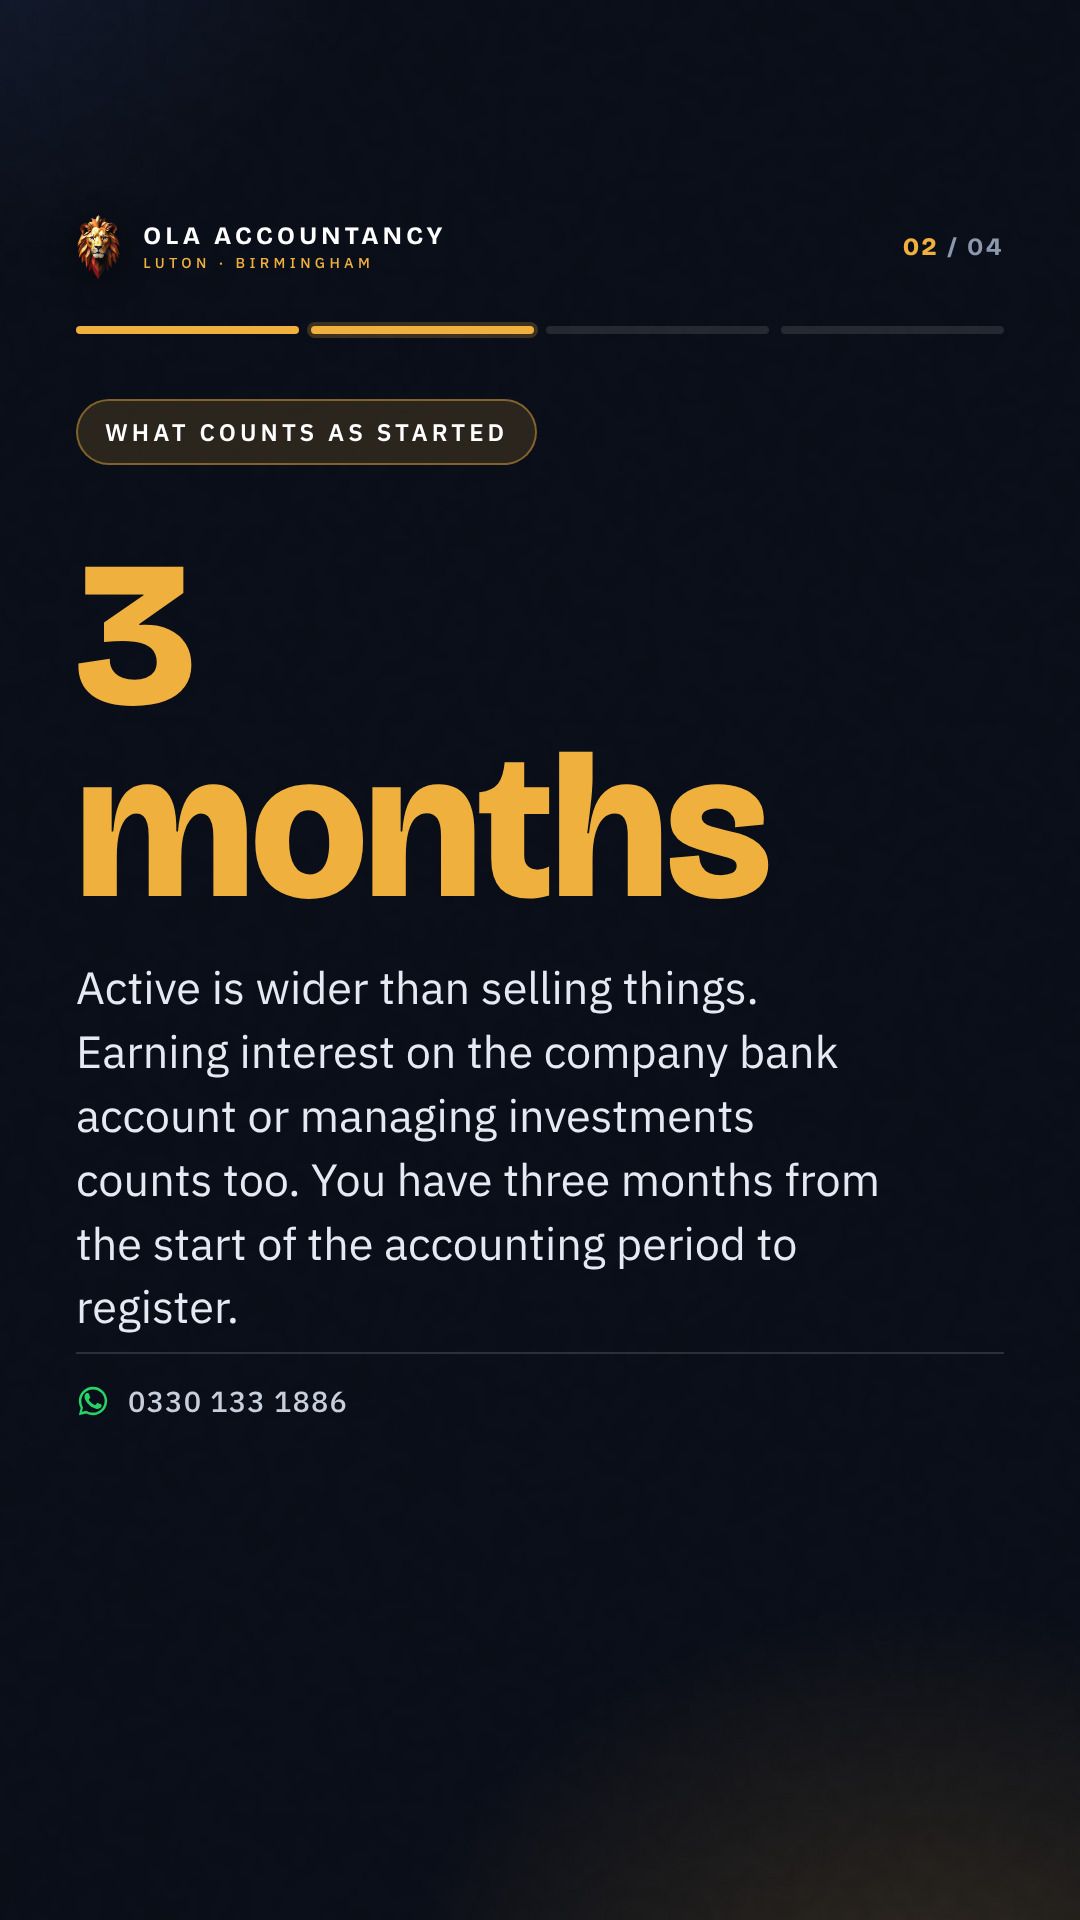 OLA ACCOUNTANCY
LUTON · BIRMINGHAM
02 / 04
WHAT COUNTS AS STARTED
3
months
Active is wider than selling things.
Earning interest on the company bank
account or managing investments
counts too. You have three months from
the start of the accounting period to
register.
0330 133 1886